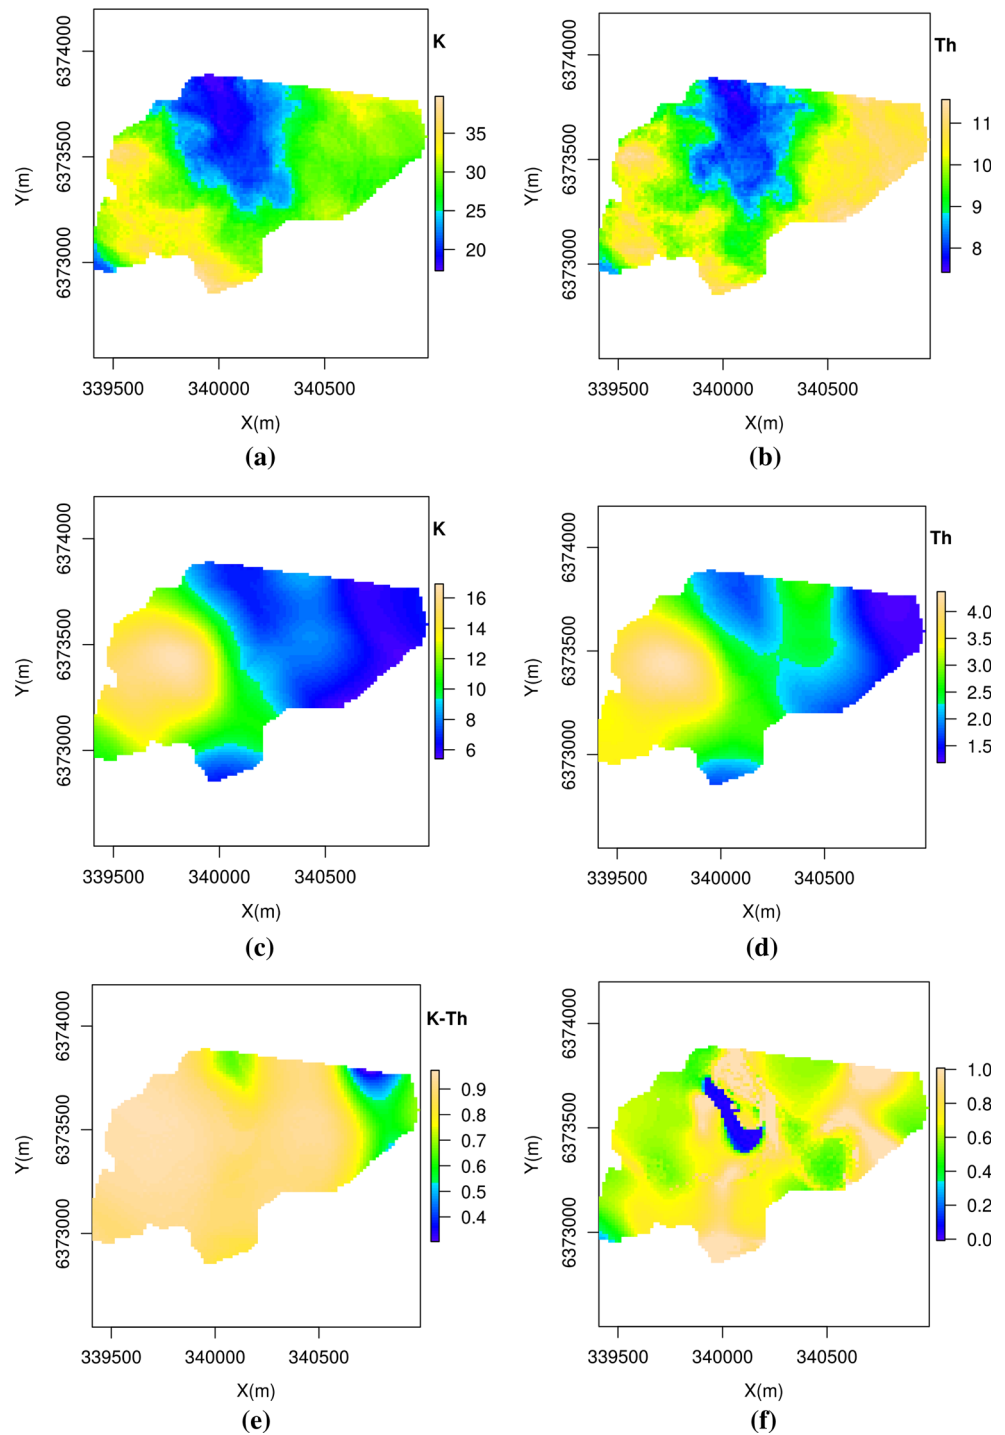 K
Y(m)
6374000
6373500
6373000
35
30
25
20
339500 340000 340500
X(m)
(a)
Th
Y(m)
6374000
6373500
6373000
11
10
9
8
339500 340000 340500
X(m)
(b)
K
Y(m)
6374000
6373500
6373000
16
14
12
10
8
6
339500 340000 340500
X(m)
(c)
Th
Y(m)
6374000
6373500
6373000
4.0
3.5
3.0
2.5
2.0
1.5
339500 340000 340500
X(m)
(d)
K-Th
Y(m)
6374000
6373500
6373000
0.9
0.8
0.7
0.6
0.5
0.4
339500 340000 340500
X(m)
(e)
Y(m)
6374000
6373500
6373000
1.0
0.8
0.6
0.4
0.2
0.0
339500 340000 340500
X(m)
(f)